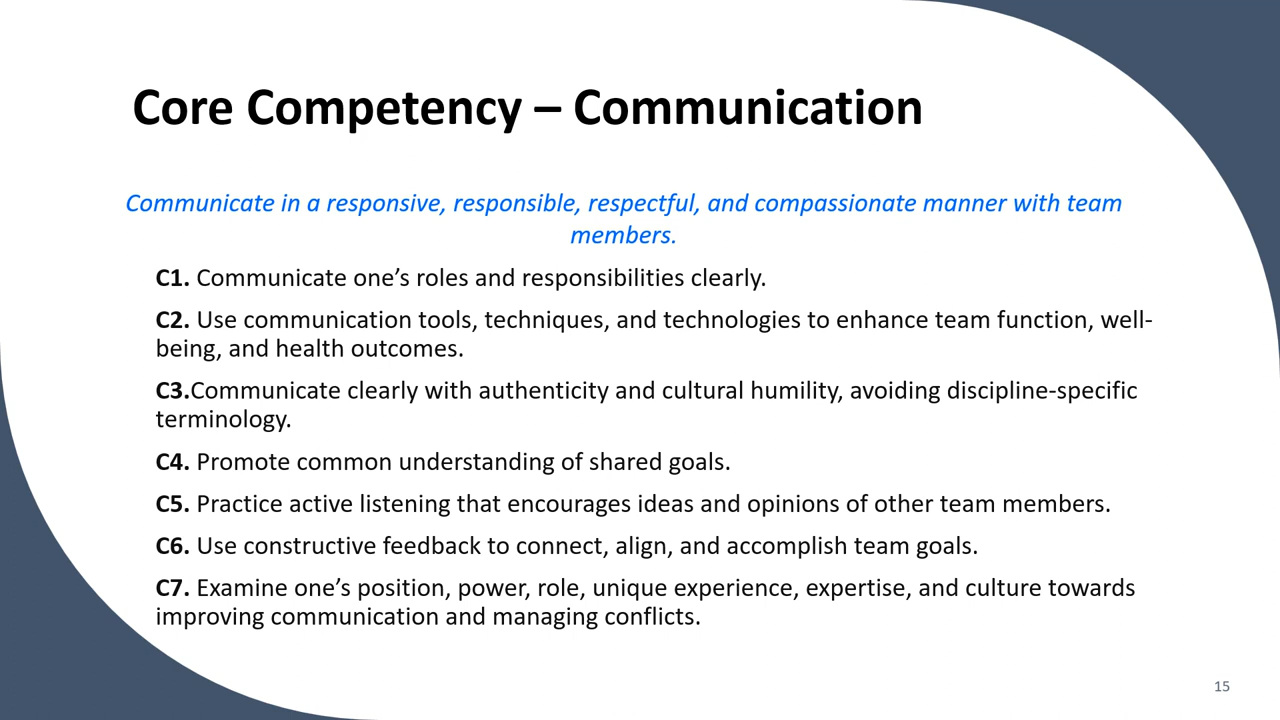 Core Competency – Communication
Communicate in a responsive, responsible, respectful, and compassionate manner with team
members.
C1. Communicate one’s roles and responsibilities clearly.
C2. Use communication tools, techniques, and technologies to enhance team function, well-
being, and health outcomes.
C3.Communicate clearly with authenticity and cultural humility, avoiding discipline-specific
terminology.
C4. Promote common understanding of shared goals.
C5. Practice active listening that encourages ideas and opinions of other team members.
C6. Use constructive feedback to connect, align, and accomplish team goals.
C7. Examine one’s position, power, role, unique experience, expertise, and culture towards
improving communication and managing conflicts.
15